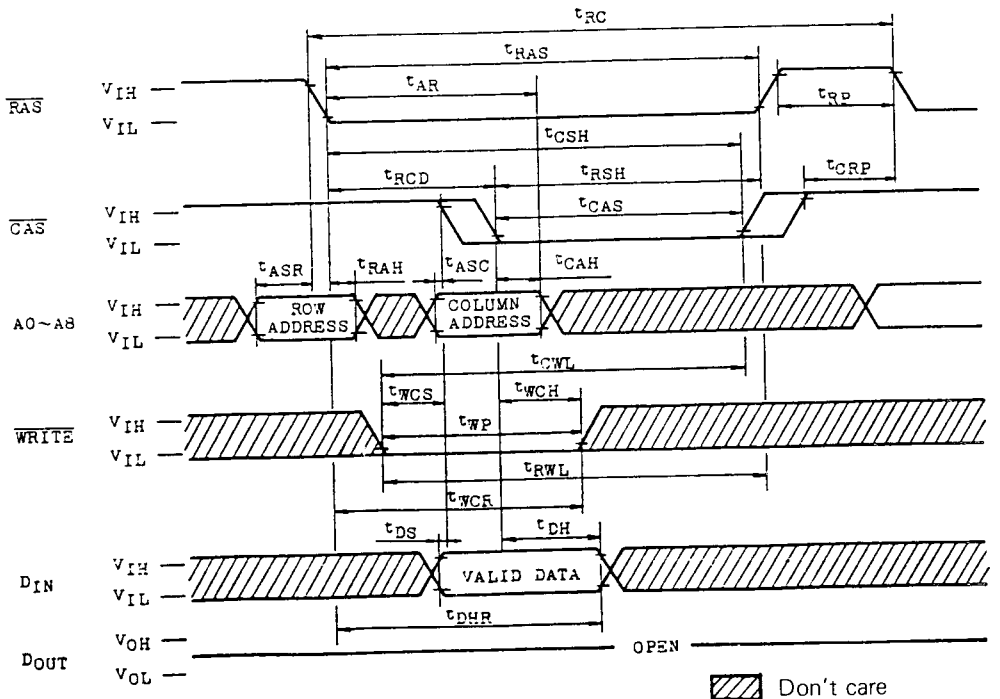 tRC
tRAS
tAR
RAS
VIH
VIL
tRP
tCSH
tCRP
tRCD
tRSH
CAS
VIH
VIL
tCAS
tASR
tRAH
tASC
tCAH
A0~A8
VIH
VIL
ROW
ADDRESS
COLUMN
ADDRESS
tCWL
tWCS
tWCH
WRITE
VIH
VIL
tWP
tRWL
tWCR
tDS
tDH
DIN
VIH
VIL
VALID DATA
tDHR
DOUT
VOH
VOL
OPEN
Don't care